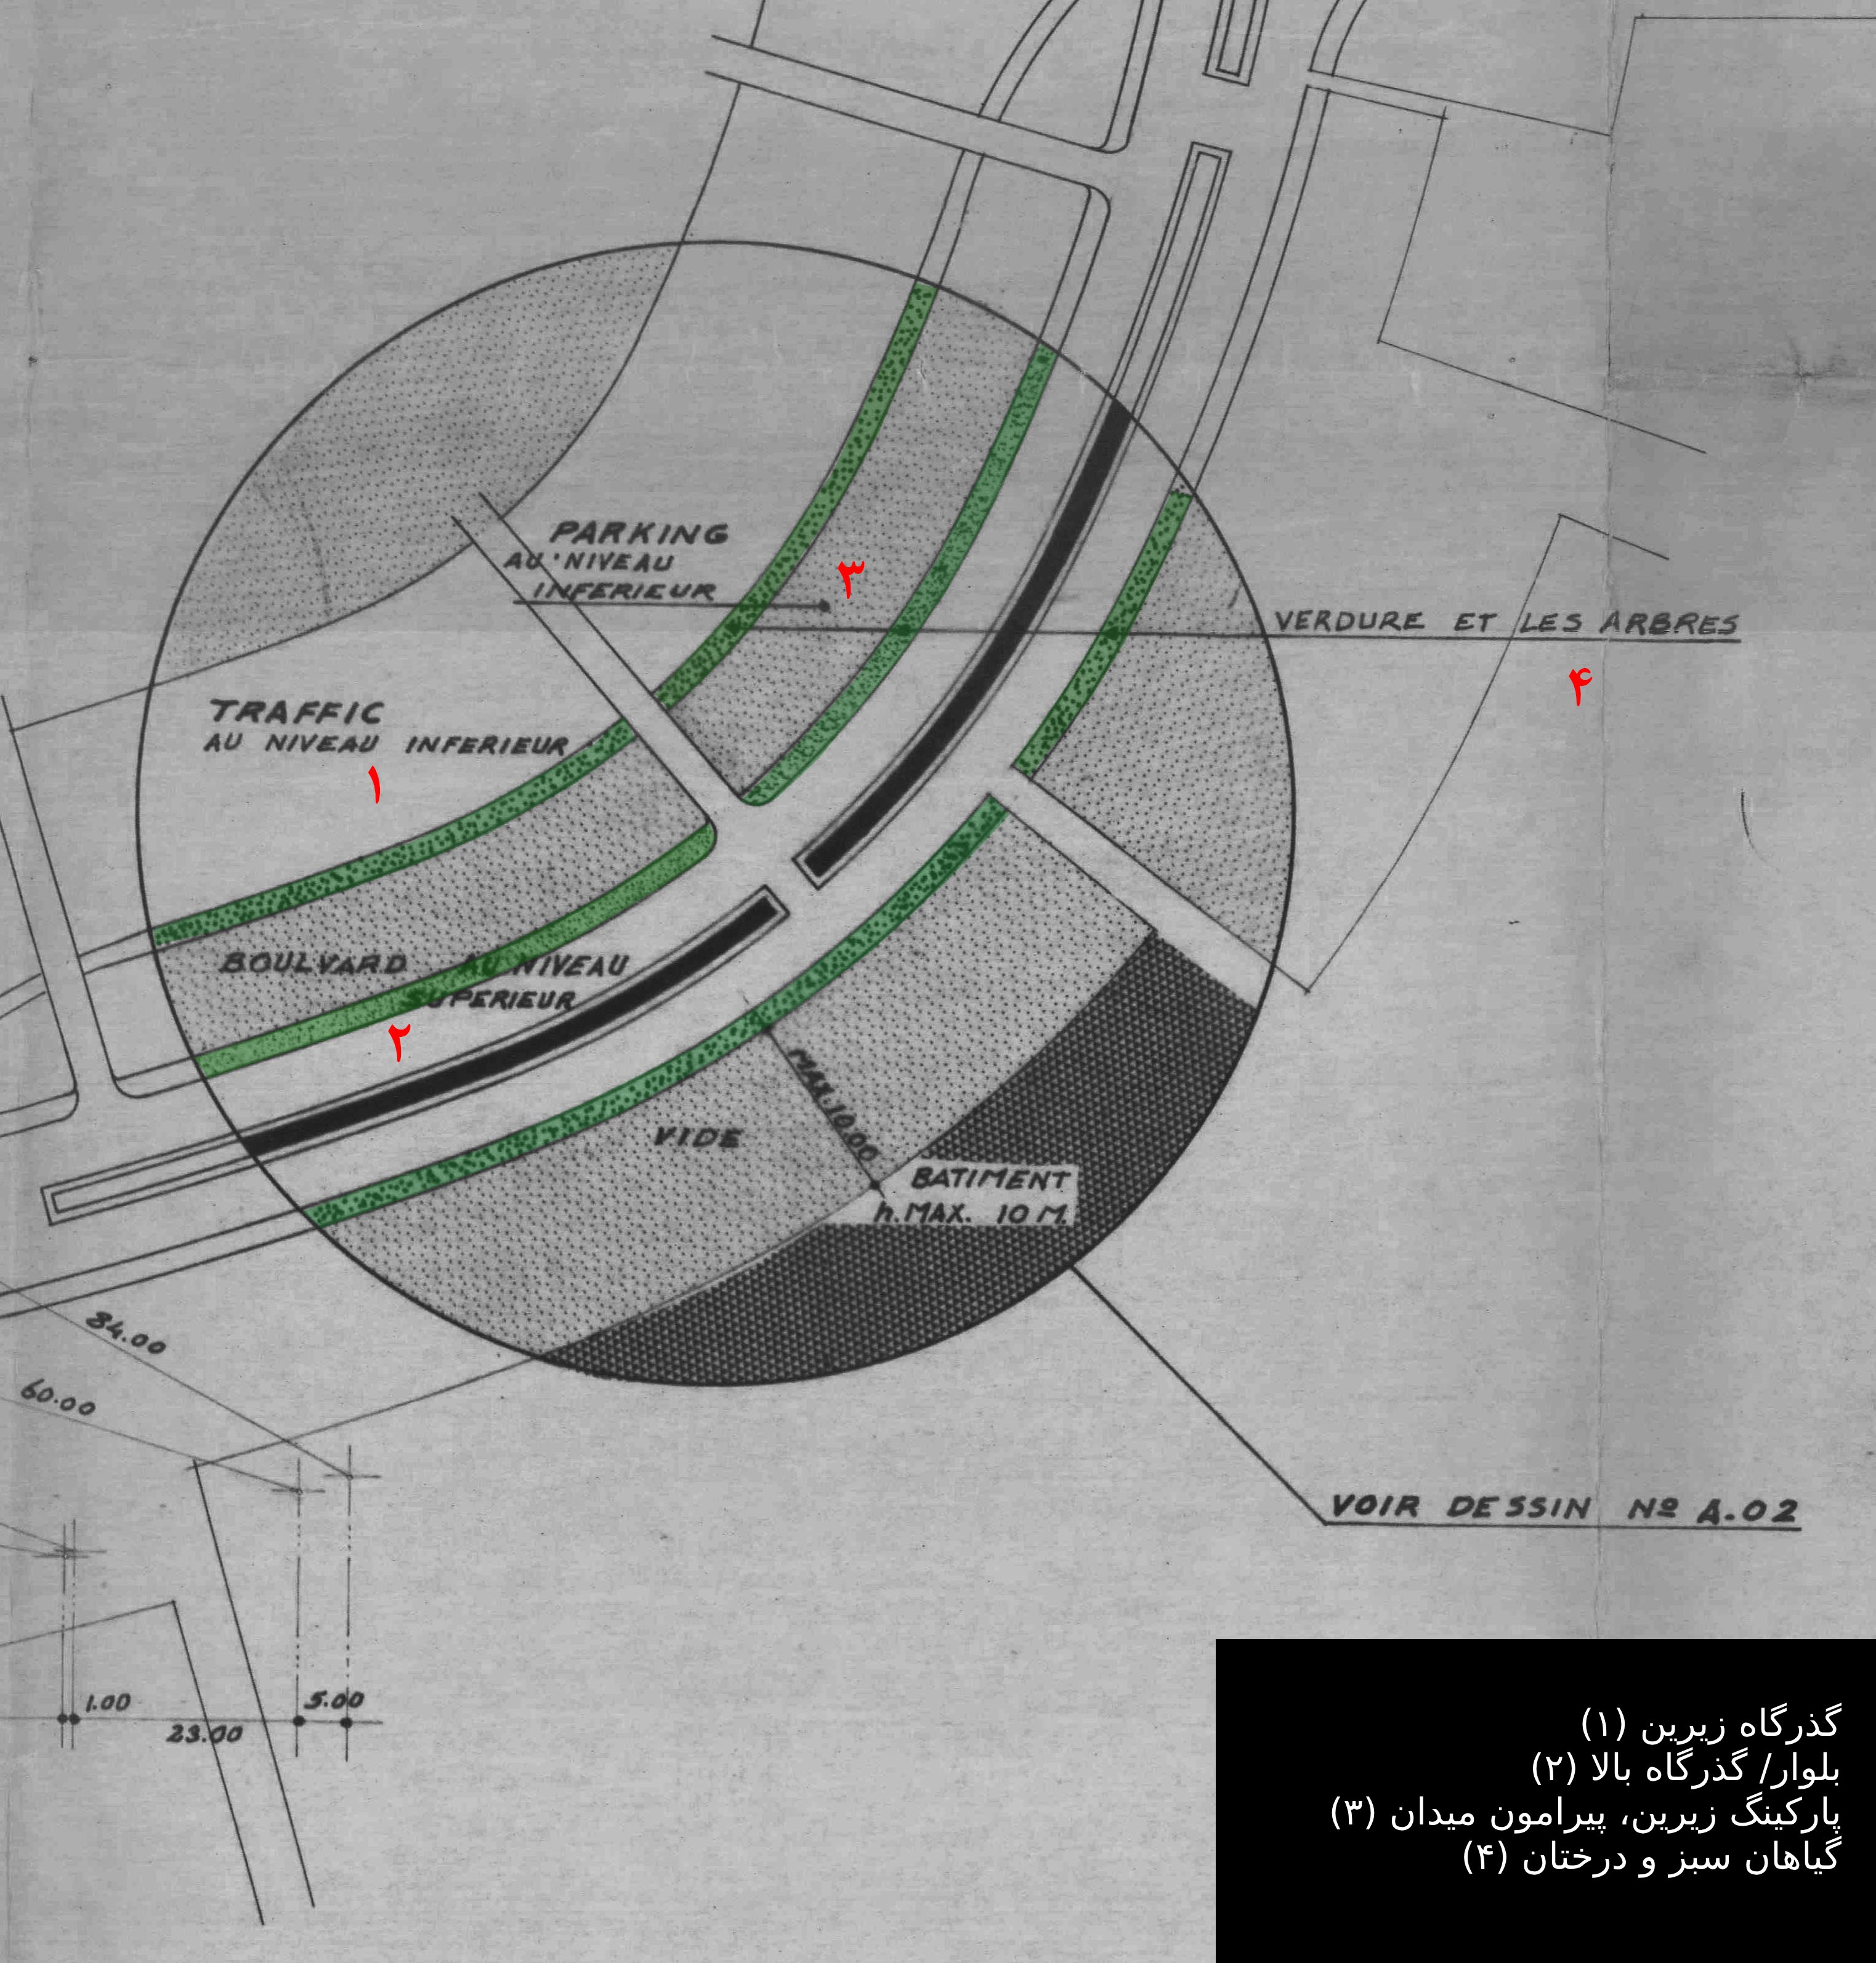 PARKING
AU NIVEAU
INFERIEUR
۳
VERDURE ET LES ARBRES
۴
TRAFFIC
AU NIVEAU INFERIEUR
۱
BOULVARD AU NIVEAU
SUPERIEUR
۲
MAX.10.00
VIDE
BATIMENT
h.MAX. 10 M.
84.00
60.00
VOIR DESSIN Nº A.02
1.00
23.00
5.00
گذرگاه زیرین (۱)
بلوار/ گذرگاه بالا (۲)
پارکینگ زیرین، پیرامون میدان (۳)
گیاهان سبز و درختان (۴)